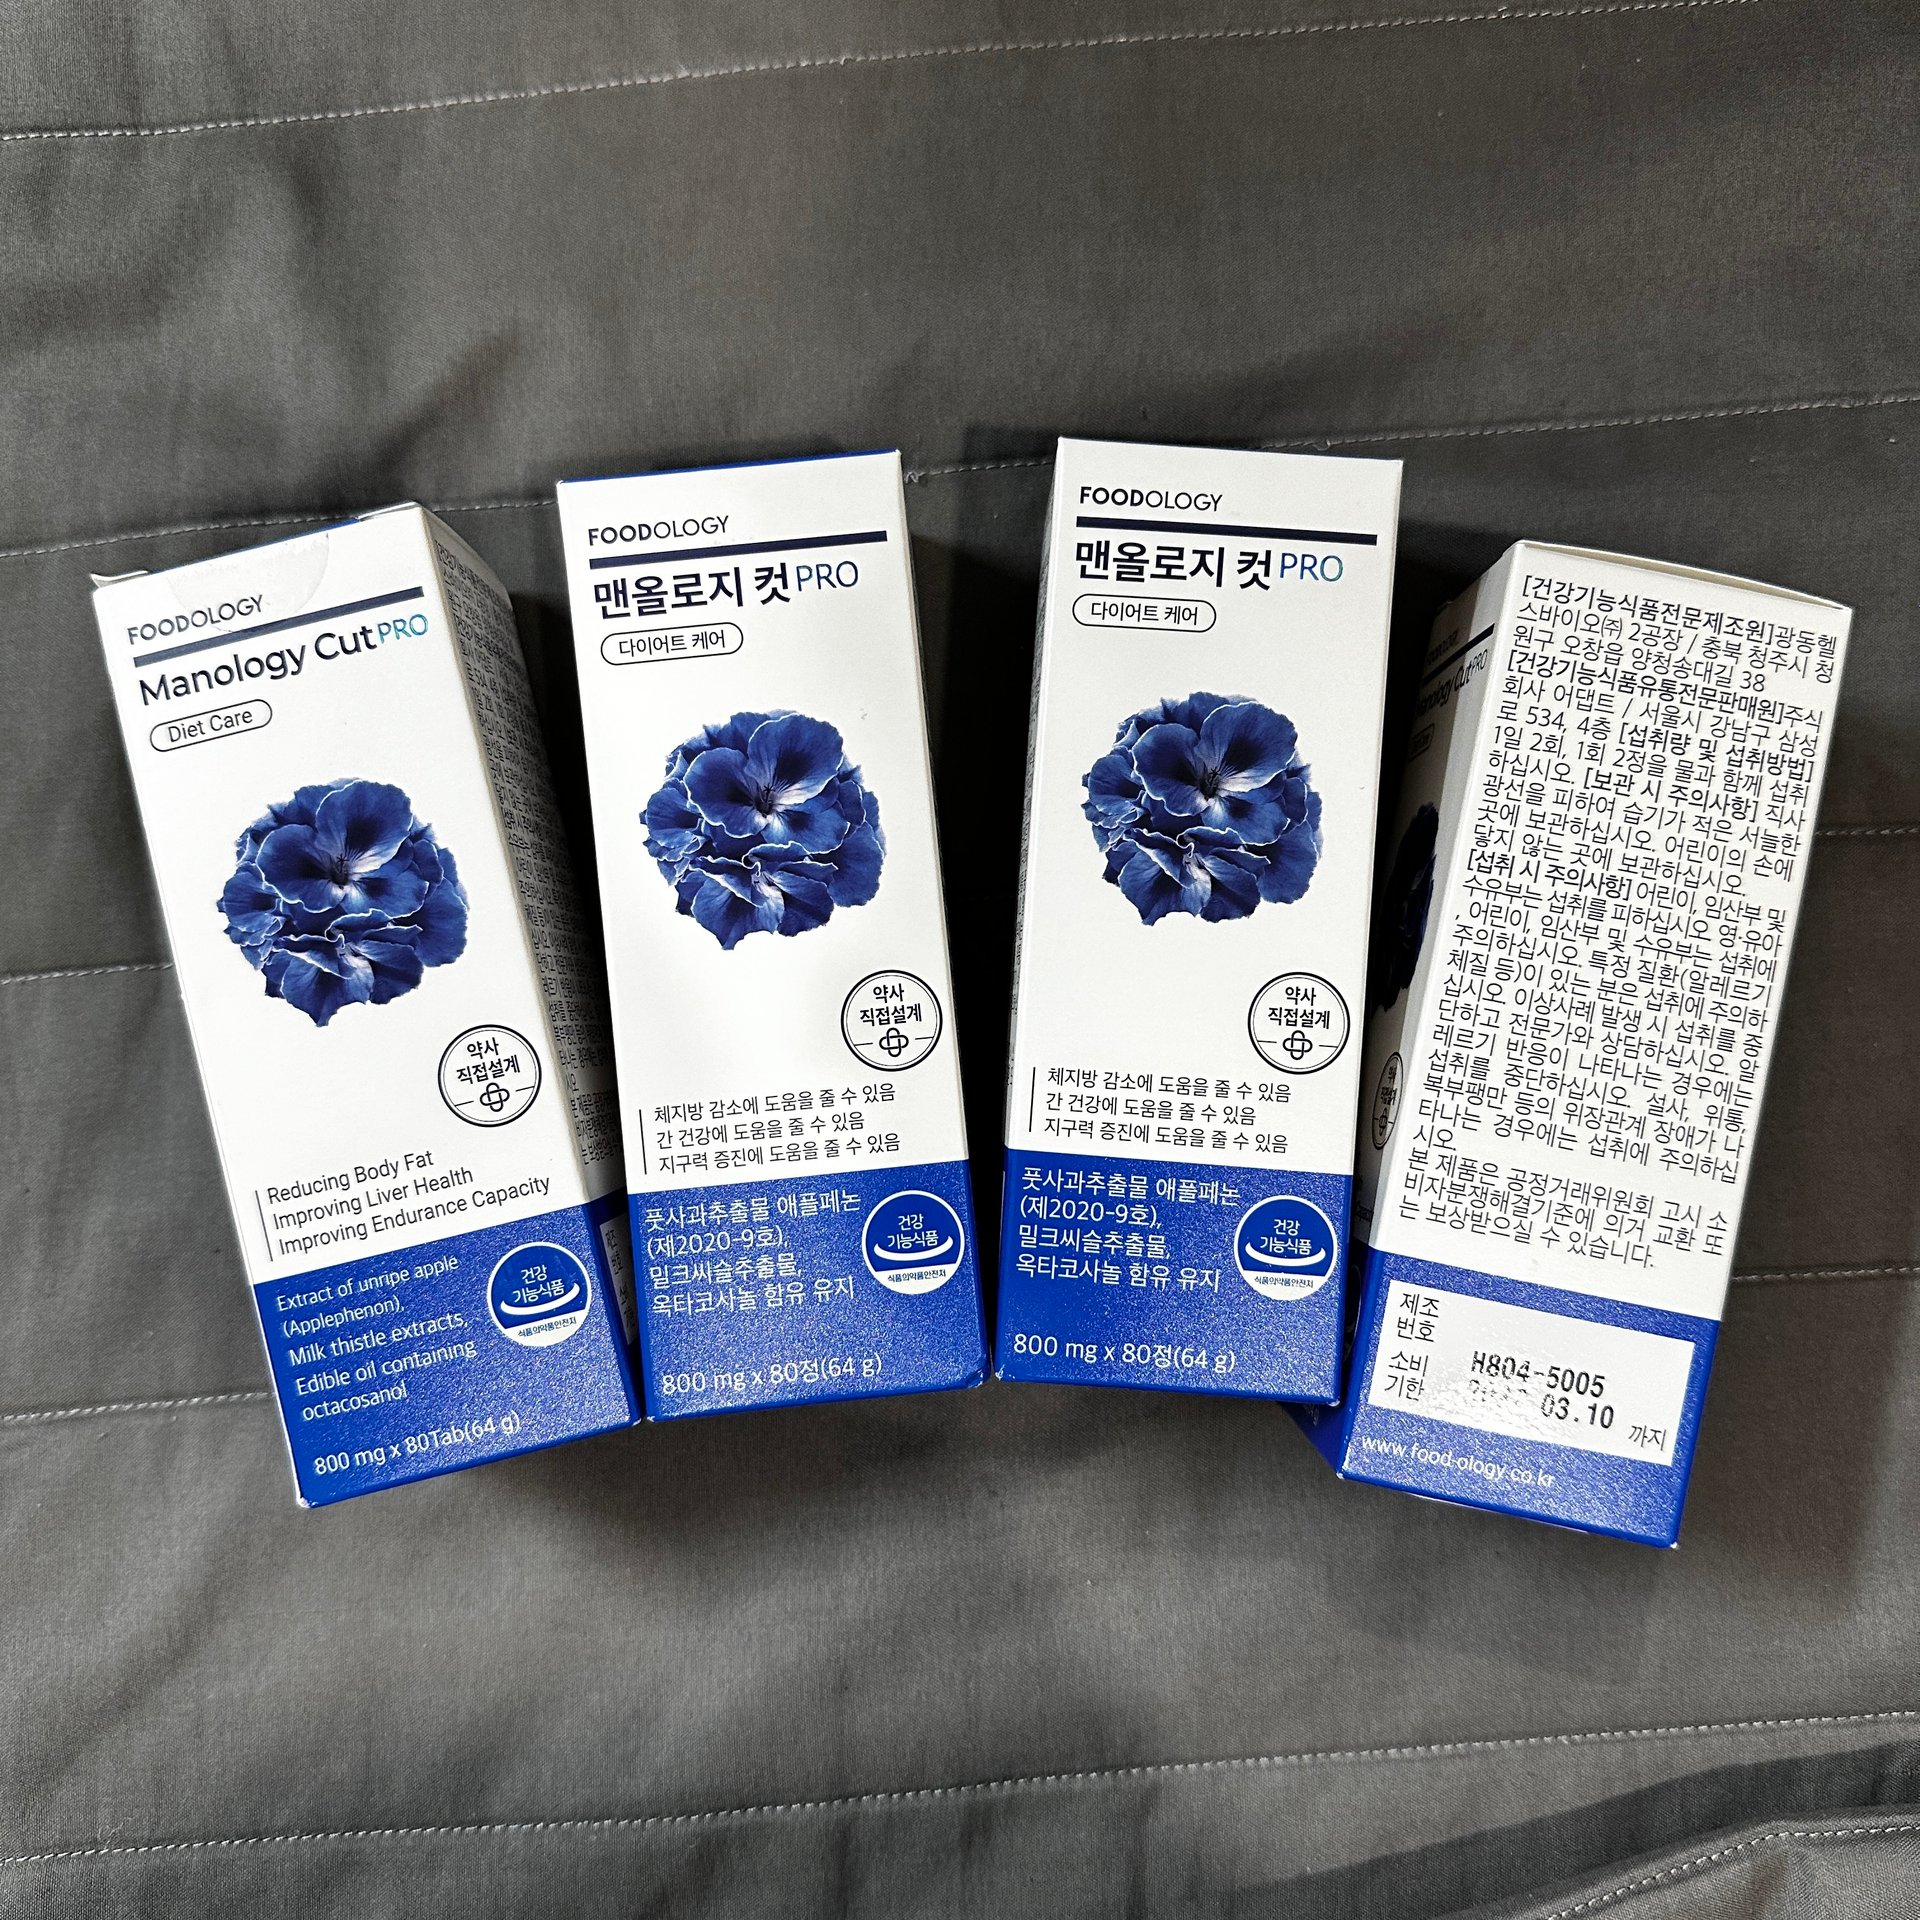 FOODOLOGY
Manology Cut PRO
Diet Care
약사
직접설계
Reducing Body Fat
Improving Liver Health
Improving Endurance Capacity
Extract of unripe apple
(Applephenon),
Milk thistle extracts,
Edible oil containing
octacosanol
건강
기능식품
식품의약품안전처
800 mg x 80Tab(64 g)
FOODOLOGY
맨올로지 컷 PRO
다이어트 케어
약사
직접설계
체지방 감소에 도움을 줄 수 있음
간 건강에 도움을 줄 수 있음
지구력 증진에 도움을 줄 수 있음
풋사과추출물 애플페논
(제2020-9호),
밀크씨슬추출물,
옥타코사놀 함유 유지
건강
기능식품
식품의약품안전처
800 mg x 80정(64 g)
FOODOLOGY
맨올로지 컷 PRO
다이어트 케어
약사
직접설계
체지방 감소에 도움을 줄 수 있음
간 건강에 도움을 줄 수 있음
지구력 증진에 도움을 줄 수 있음
풋사과추출물 애플페논
(제2020-9호),
밀크씨슬추출물,
옥타코사놀 함유 유지
건강
기능식품
식품의약품안전처
800 mg x 80정(64 g)
Manology Cut PRO
[건강기능식품전문제조원]광동헬
스바이오㈜ 2공장 / 충북 청주시 청
원구 오창읍 양청송대길 38
[건강기능식품유통전문판매원]주식
회사 어댑트 / 서울시 강남구 삼성
로 534, 4층 [섭취량 및 섭취방법]
1일 2회, 1회 2정을 물과 함께 섭취
하십시오. [보관 시 주의사항] 직사
광선을 피하여 습기가 적은 서늘한
곳에 보관하십시오. 어린이의 손에
닿지 않는 곳에 보관하십시오.
[섭취 시 주의사항] 어린이, 임산부 및
수유부는 섭취를 피하십시오 영·유아
, 어린이, 임산부 및 수유부는 섭취에
주의하십시오. 특정 질환(알레르기
체질 등)이 있는 분은 섭취에 주의하
십시오. 이상사례 발생 시 섭취를 중
단하고 전문가와 상담하십시오. 알
레르기 반응이 나타나는 경우에는
섭취를 중단하십시오. 설사, 위통,
복부팽만 등의 위장관계 장애가 나
타나는 경우에는 섭취에 주의하십
시오.
본 제품은 공정거래위원회 고시 소
비자분쟁해결기준에 의거 교환 또
는 보상받으실 수 있습니다.
제조
번호
H804-5005
소비
기한
03.10 까지
www.food-ology.co.kr